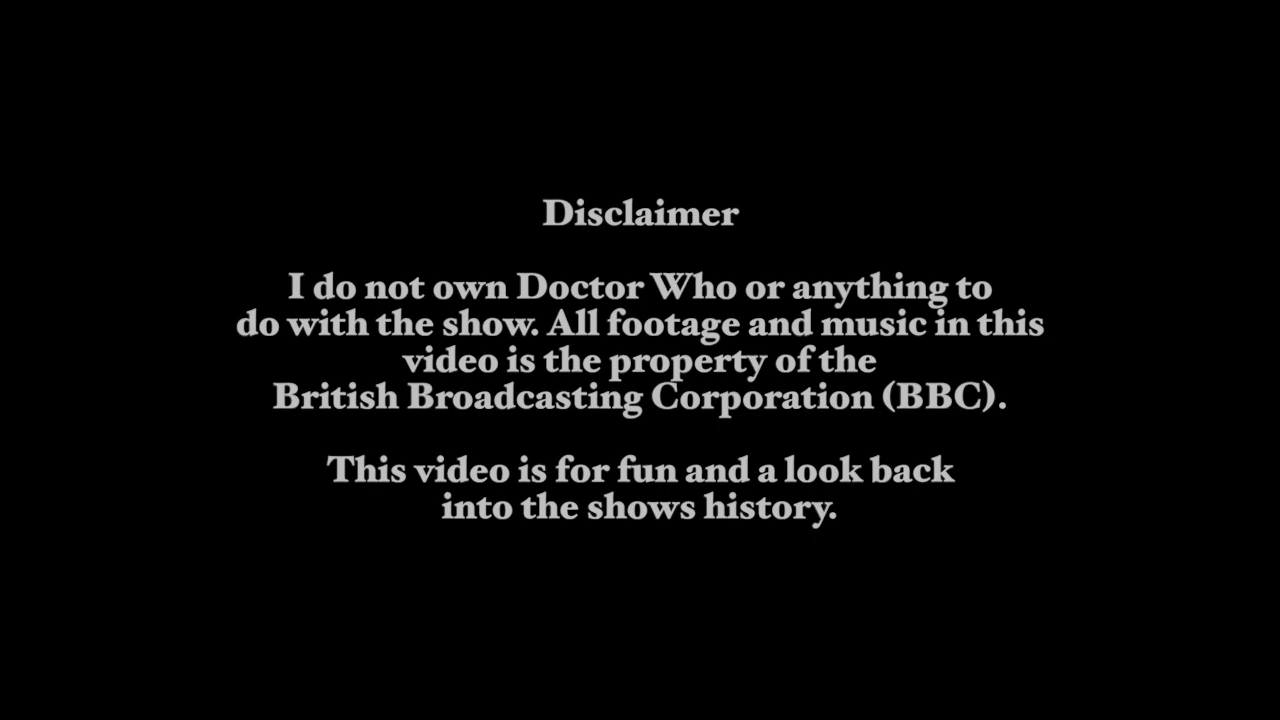 Disclaimer
I do not own Doctor Who or anything to
do with the show. All footage and music in this
video is the property of the
British Broadcasting Corporation (BBC).
This video is for fun and a look back
into the shows history.